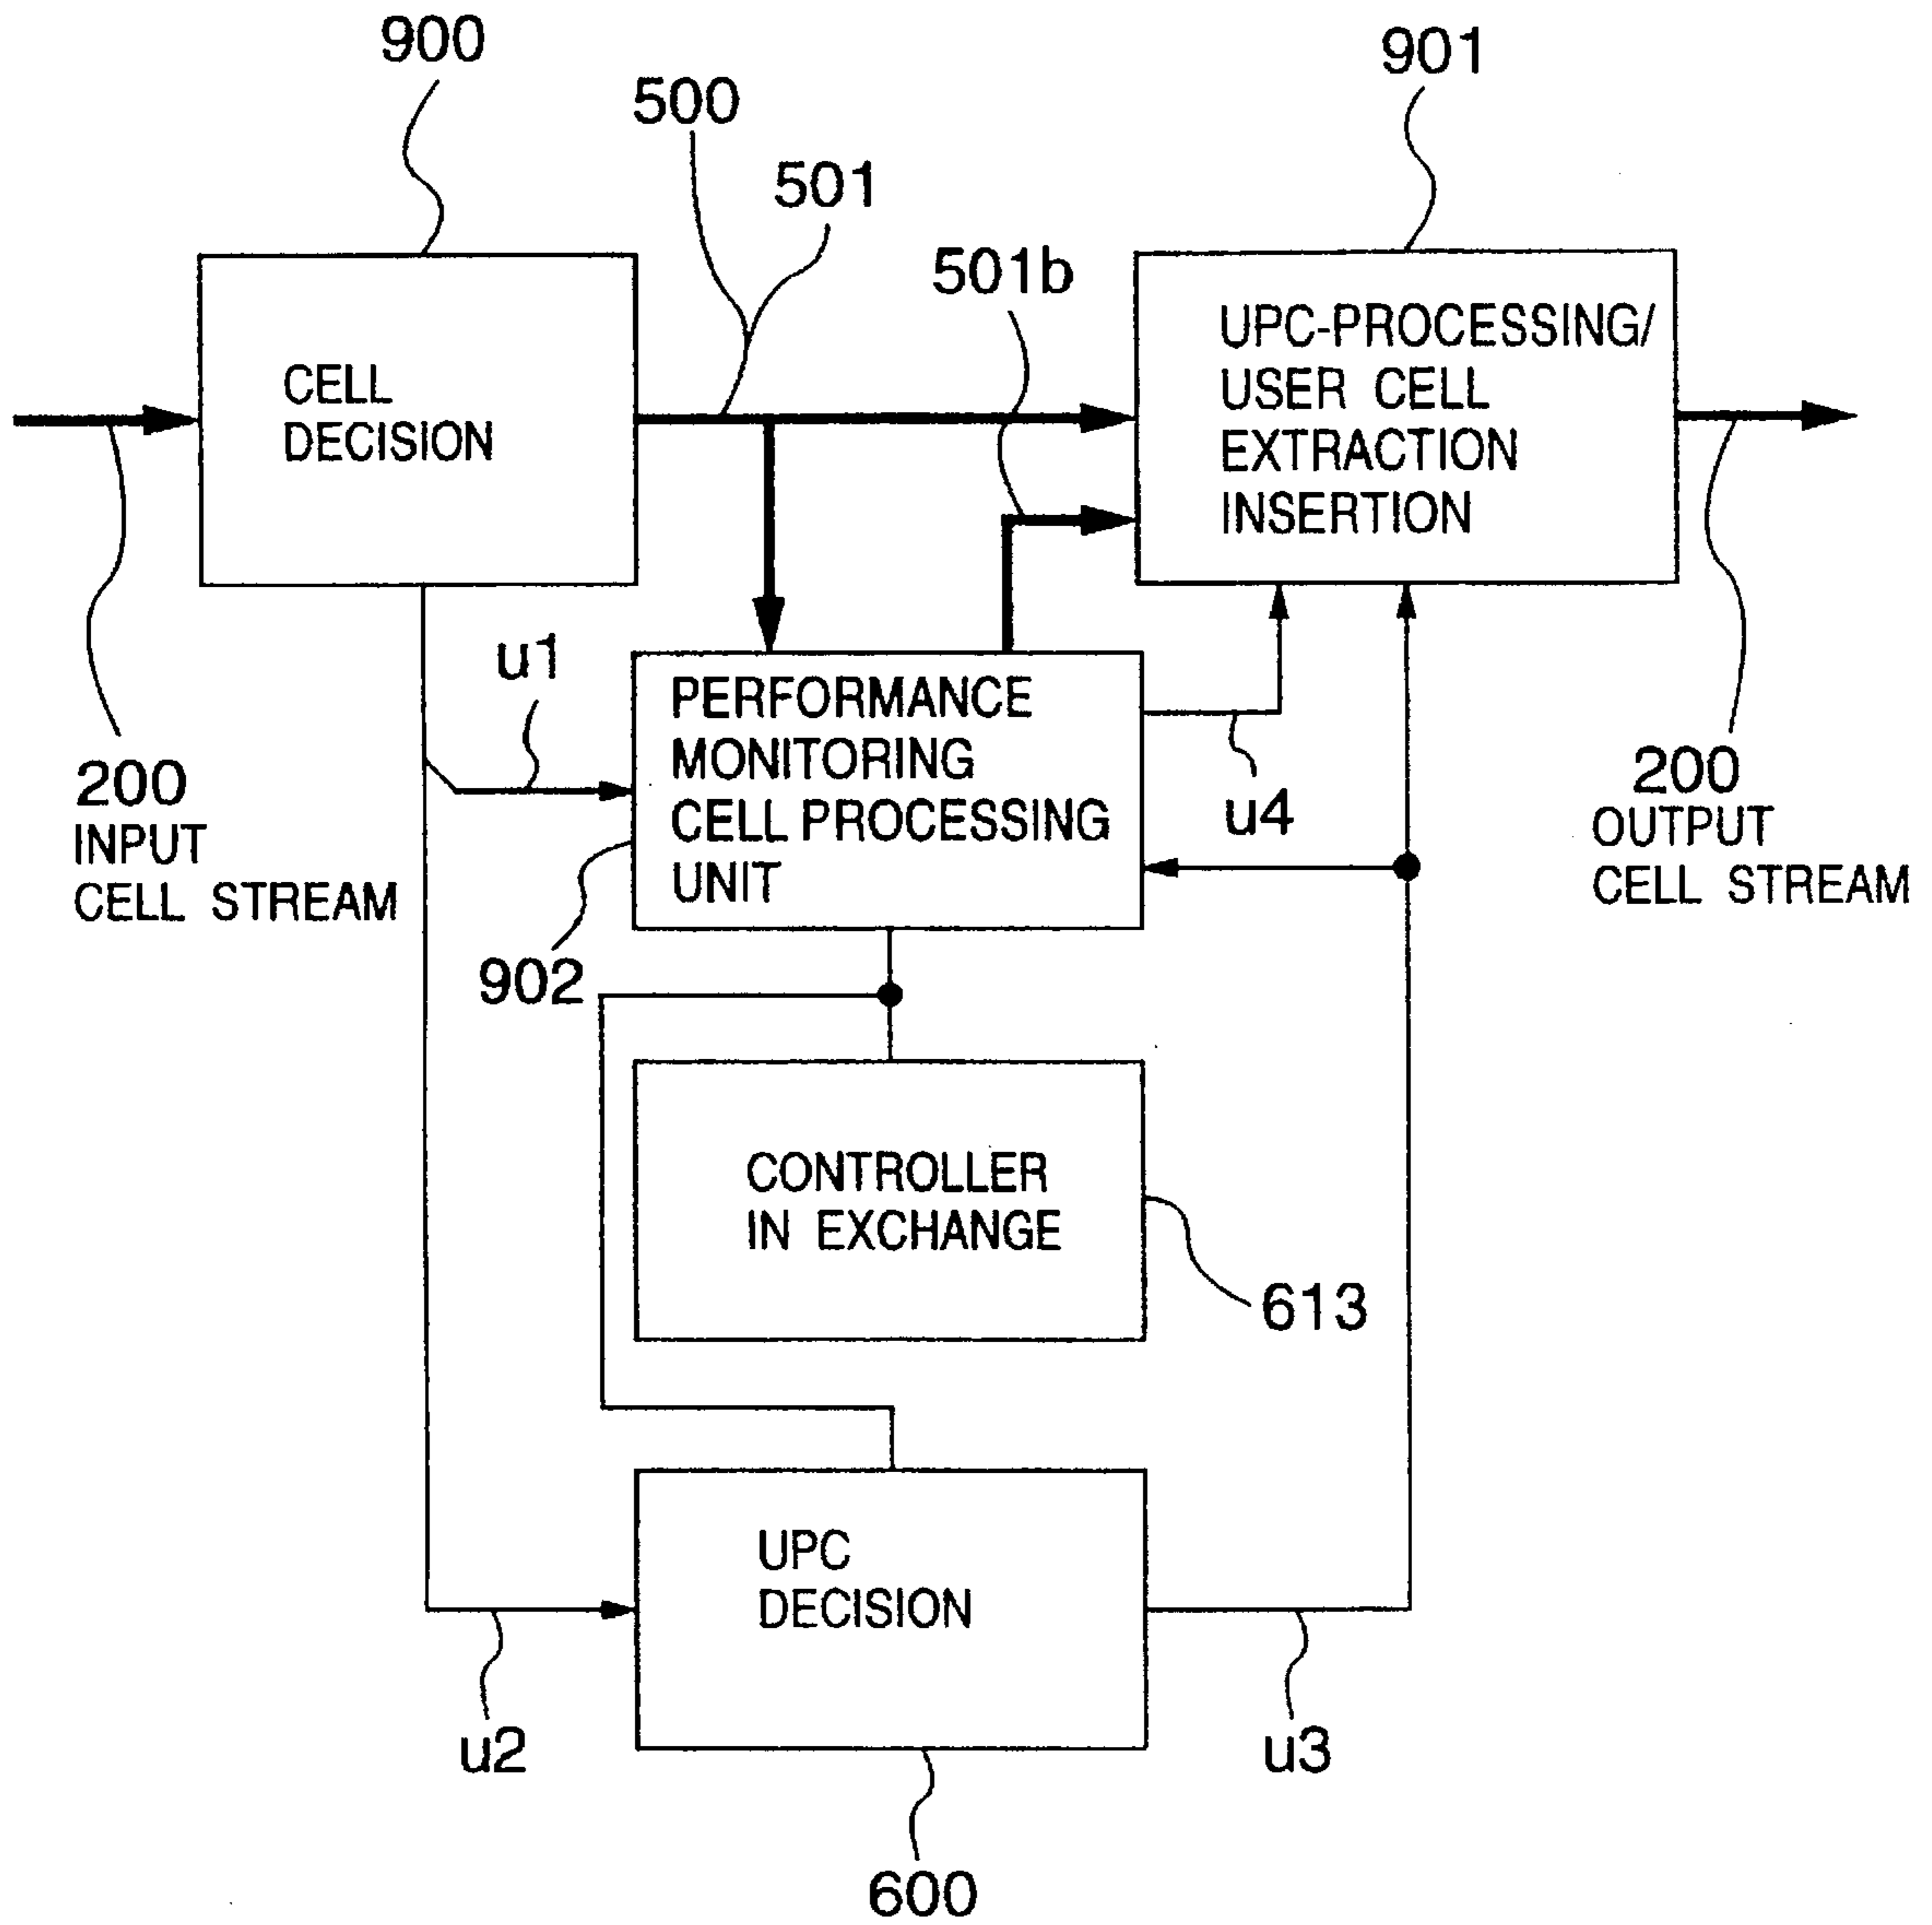 900
901
500
501
501b
CELL
DECISION
UPC-PROCESSING/
USER CELL
EXTRACTION
INSERTION
u1
PERFORMANCE
MONITORING
CELL PROCESSING
UNIT
200
INPUT
CELL STREAM
u4
200
OUTPUT
CELL STREAM
902
CONTROLLER
IN EXCHANGE
613
UPC
DECISION
u2
u3
600